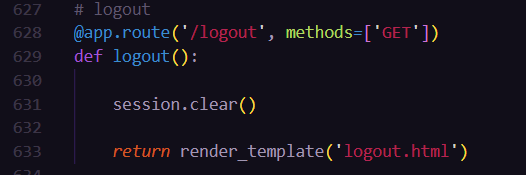 627 # logout
628 @app.route('/logout', methods=['GET'])
629 def logout():
630
631 session.clear()
632
633 return render_template('logout.html')